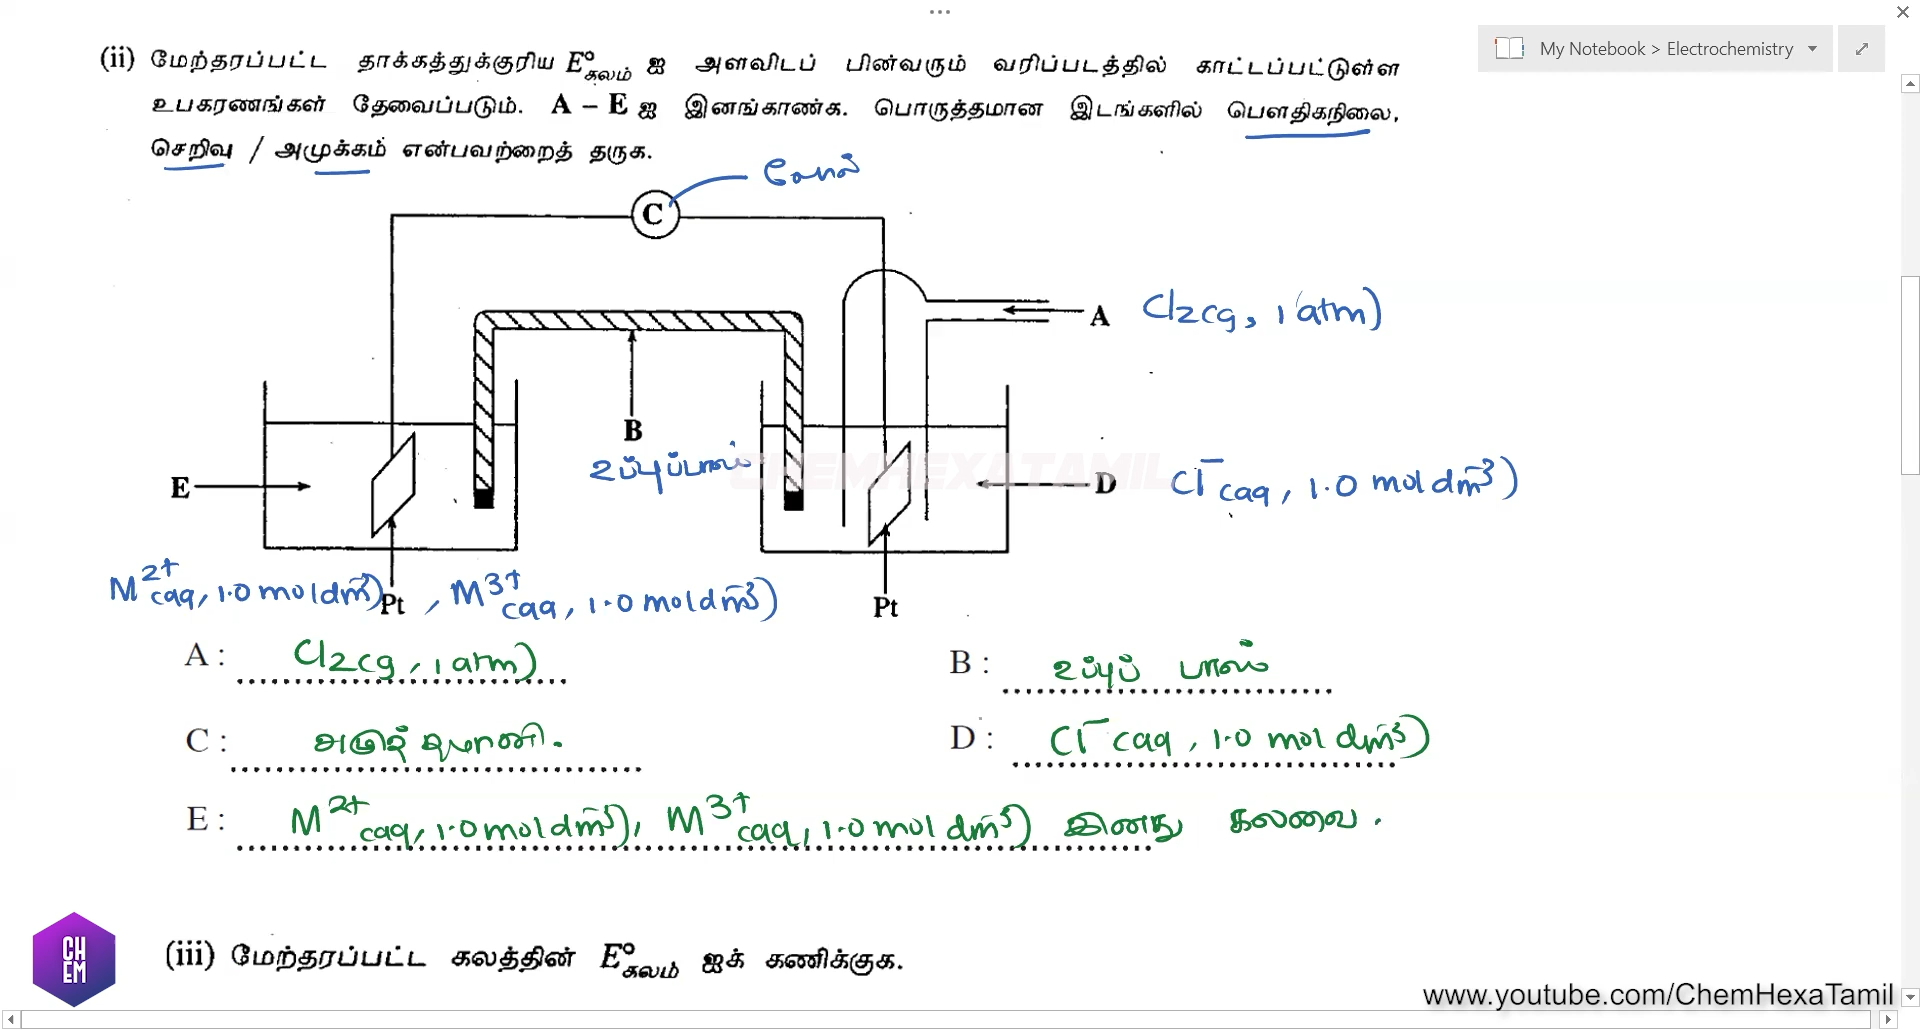 ...
My Notebook > Electrochemistry
(ii) மேற்தரப்பட்ட தாக்கத்துக்குரிய E°கலம் ஐ அளவிடப் பின்வரும் வரிப்படத்தில் காட்டப்பட்டுள்ள
உபகரணங்கள் தேவைப்படும். A – E ஐ இனங்காண்க. பொருத்தமான இடங்களில் பௌதிகநிலை,
செறிவு / அமுக்கம் என்பவற்றைத் தருக.
C
A Cl2(g, 1 atm)
B
உப்புப்பாலம்
CHEMHEXATAMIL
E
D Cl-(aq, 1.0 mol dm-3)
M2+(aq, 1.0 mol dm-3), M3+(aq, 1.0 mol dm-3)
Pt
Pt
A : Cl2(g, 1 atm)
B : உப்புப் பாலம்
C : அழுத்தமானி.
D : Cl-(aq, 1.0 mol dm-3)
E : M2+(aq, 1.0 mol dm-3), M3+(aq, 1.0 mol dm-3) இனது கலவை.
CH
EM
(iii) மேற்தரப்பட்ட கலத்தின் E°கலம் ஐக் கணிக்குக.
www.youtube.com/ChemHexaTamil